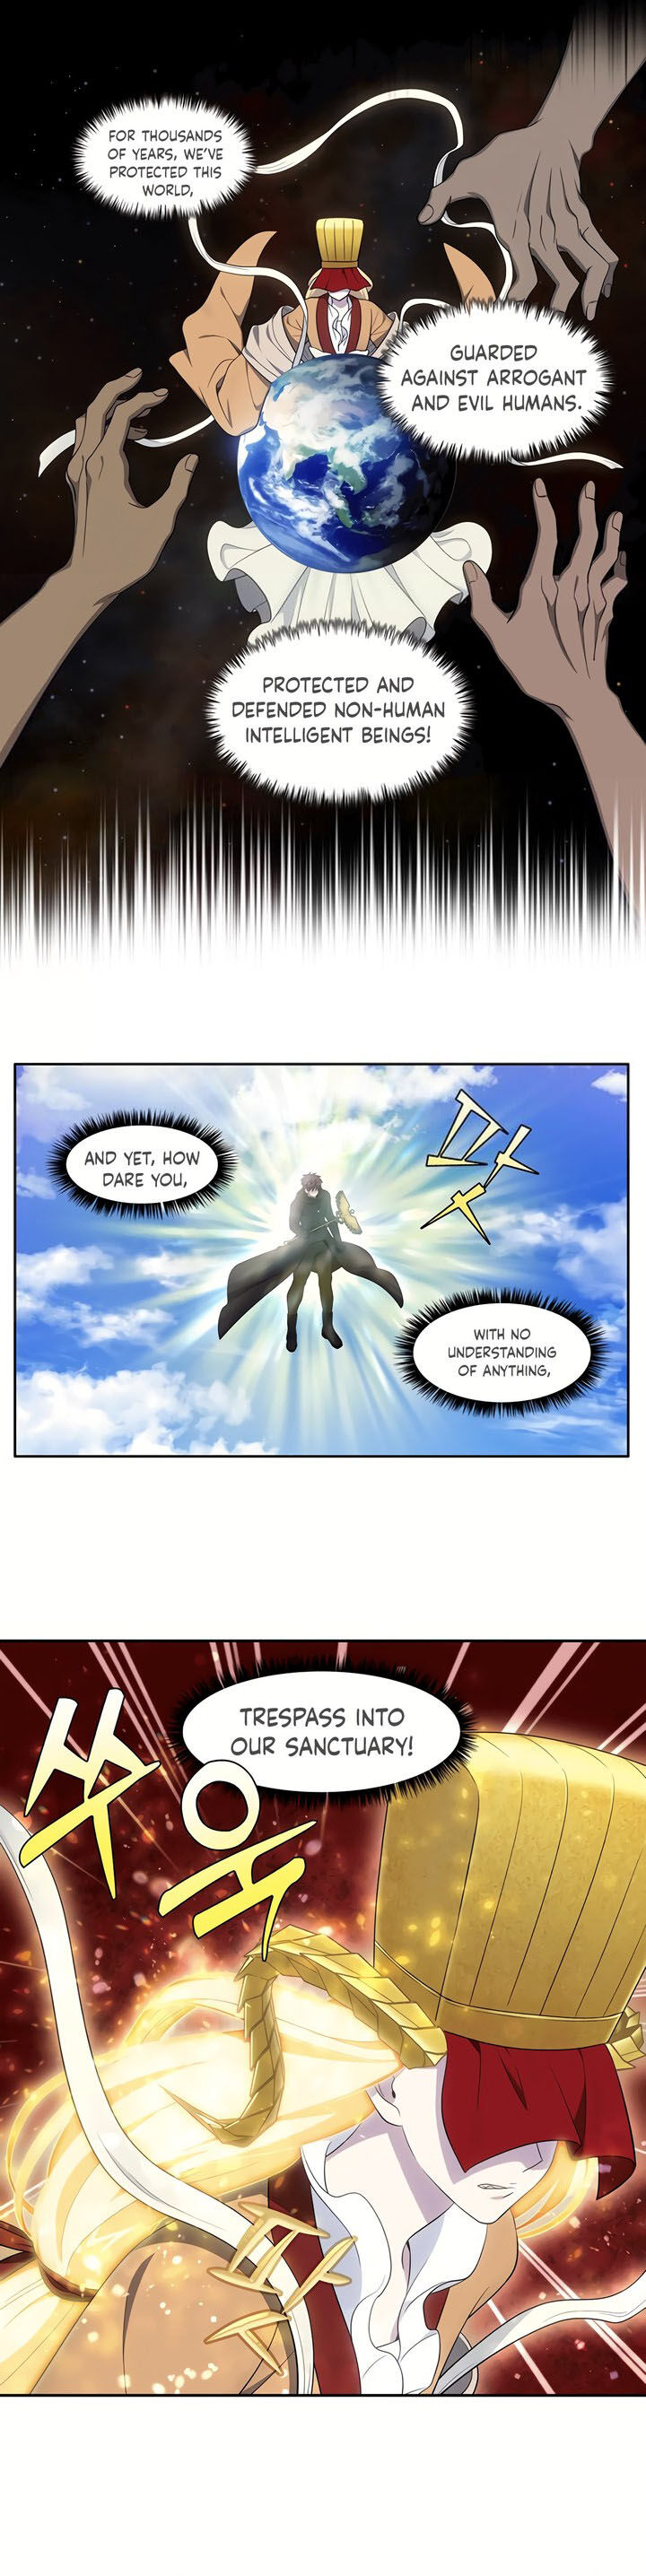 FOR THOUSANDS
OF YEARS, WE'VE
PROTECTED THIS
WORLD,
GUARDED
AGAINST ARROGANT
AND EVIL HUMANS.
PROTECTED AND
DEFENDED NON-HUMAN
INTELLIGENT BEINGS!
AND YET, HOW
DARE YOU,
팟
WITH NO
UNDERSTANDING
OF ANYTHING,
TRESPASS INTO
OUR SANCTUARY!
쑤
욱
파